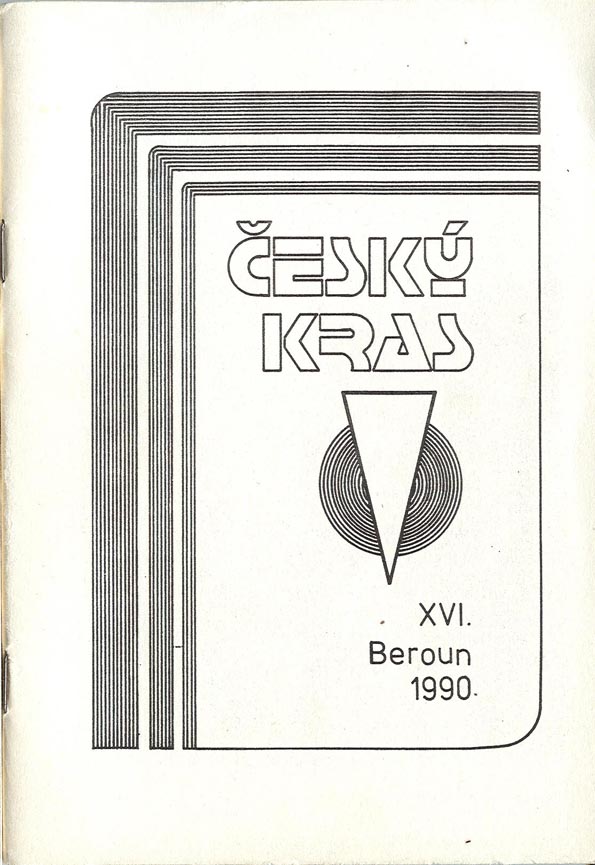 ČESKÝ
KRAS
XVI.
Beroun
1990.